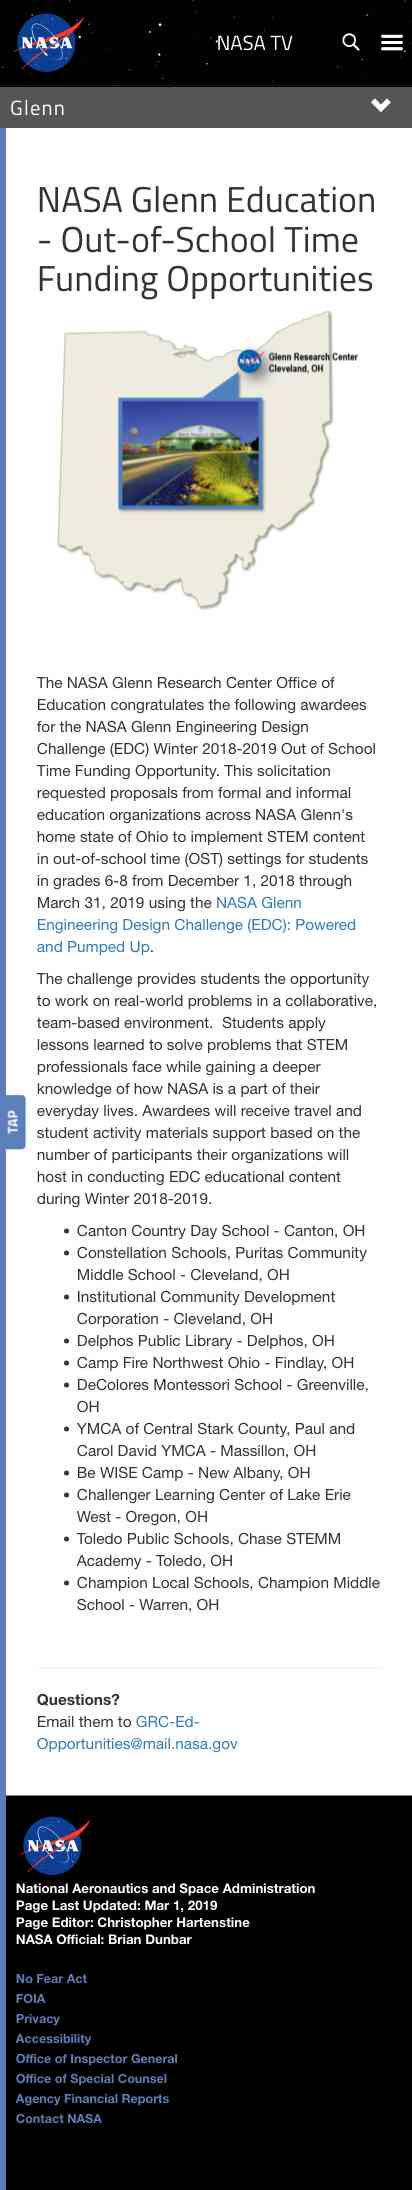 NASA
NASA TV
Glenn
NASA Glenn Education
- Out-of-School Time
Funding Opportunities
NASA
Glenn Research Center
Cleveland, OH
The NASA Glenn Research Center Office of
Education congratulates the following awardees
for the NASA Glenn Engineering Design
Challenge (EDC) Winter 2018-2019 Out of School
Time Funding Opportunity. This solicitation
requested proposals from formal and informal
education organizations across NASA Glenn's
home state of Ohio to implement STEM content
in out-of-school time (OST) settings for students
in grades 6-8 from December 1, 2018 through
March 31, 2019 using the NASA Glenn
Engineering Design Challenge (EDC): Powered
and Pumped Up.
The challenge provides students the opportunity
to work on real-world problems in a collaborative,
team-based environment.  Students apply
lessons learned to solve problems that STEM
professionals face while gaining a deeper
knowledge of how NASA is a part of their
everyday lives. Awardees will receive travel and
student activity materials support based on the
number of participants their organizations will
host in conducting EDC educational content
during Winter 2018-2019.
TAP
• Canton Country Day School - Canton, OH
• Constellation Schools, Puritas Community
Middle School - Cleveland, OH
• Institutional Community Development
Corporation - Cleveland, OH
• Delphos Public Library - Delphos, OH
• Camp Fire Northwest Ohio - Findlay, OH
• DeColores Montessori School - Greenville,
OH
• YMCA of Central Stark County, Paul and
Carol David YMCA - Massillon, OH
• Be WISE Camp - New Albany, OH
• Challenger Learning Center of Lake Erie
West - Oregon, OH
• Toledo Public Schools, Chase STEMM
Academy - Toledo, OH
• Champion Local Schools, Champion Middle
School - Warren, OH
Questions?
Email them to GRC-Ed-
Opportunities@mail.nasa.gov
NASA
National Aeronautics and Space Administration
Page Last Updated: Mar 1, 2019
Page Editor: Christopher Hartenstine
NASA Official: Brian Dunbar
No Fear Act
FOIA
Privacy
Accessibility
Office of Inspector General
Office of Special Counsel
Agency Financial Reports
Contact NASA